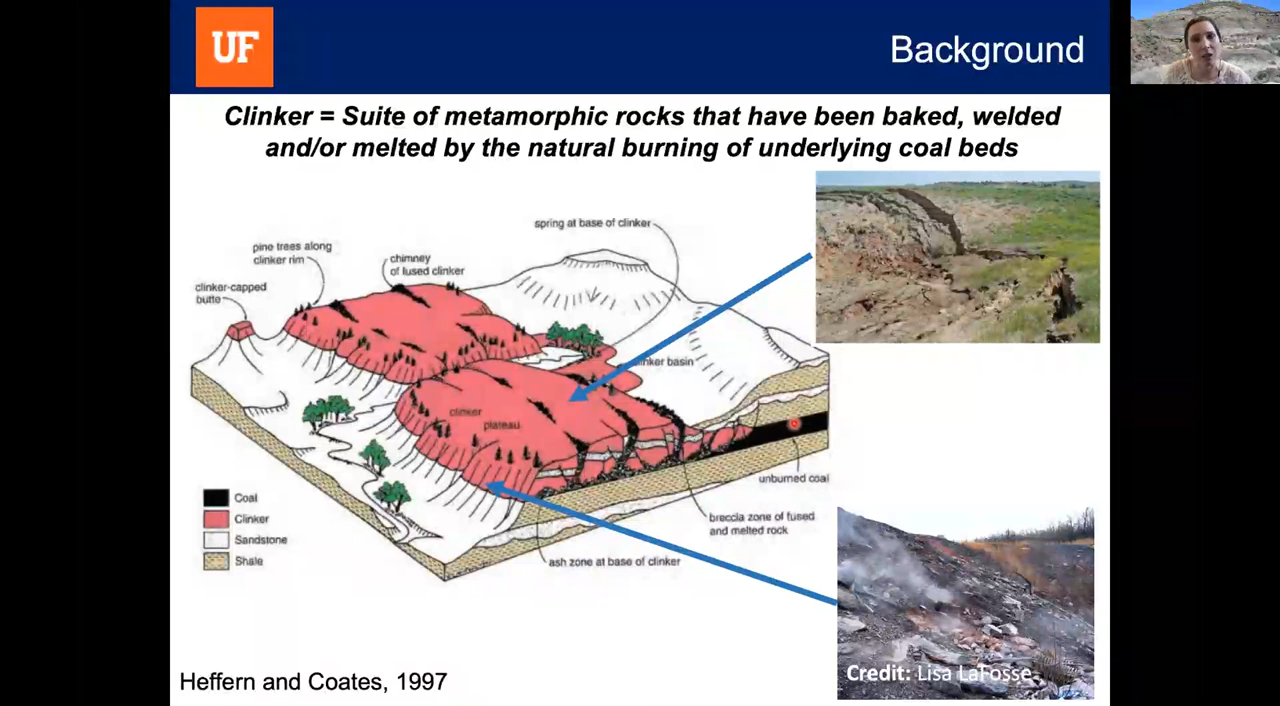 UF
Background
Clinker = Suite of metamorphic rocks that have been baked, welded
and/or melted by the natural burning of underlying coal beds
spring at base of clinker
pine trees along
clinker rim
chimney
of fused clinker
clinker-capped
butte
clinker basin
clinker
plateau
unburned coal
breccia zone of fused
and melted rock
ash zone at base of clinker
Coal
Clinker
Sandstone
Shale
Credit: Lisa LaFosse
Heffern and Coates, 1997